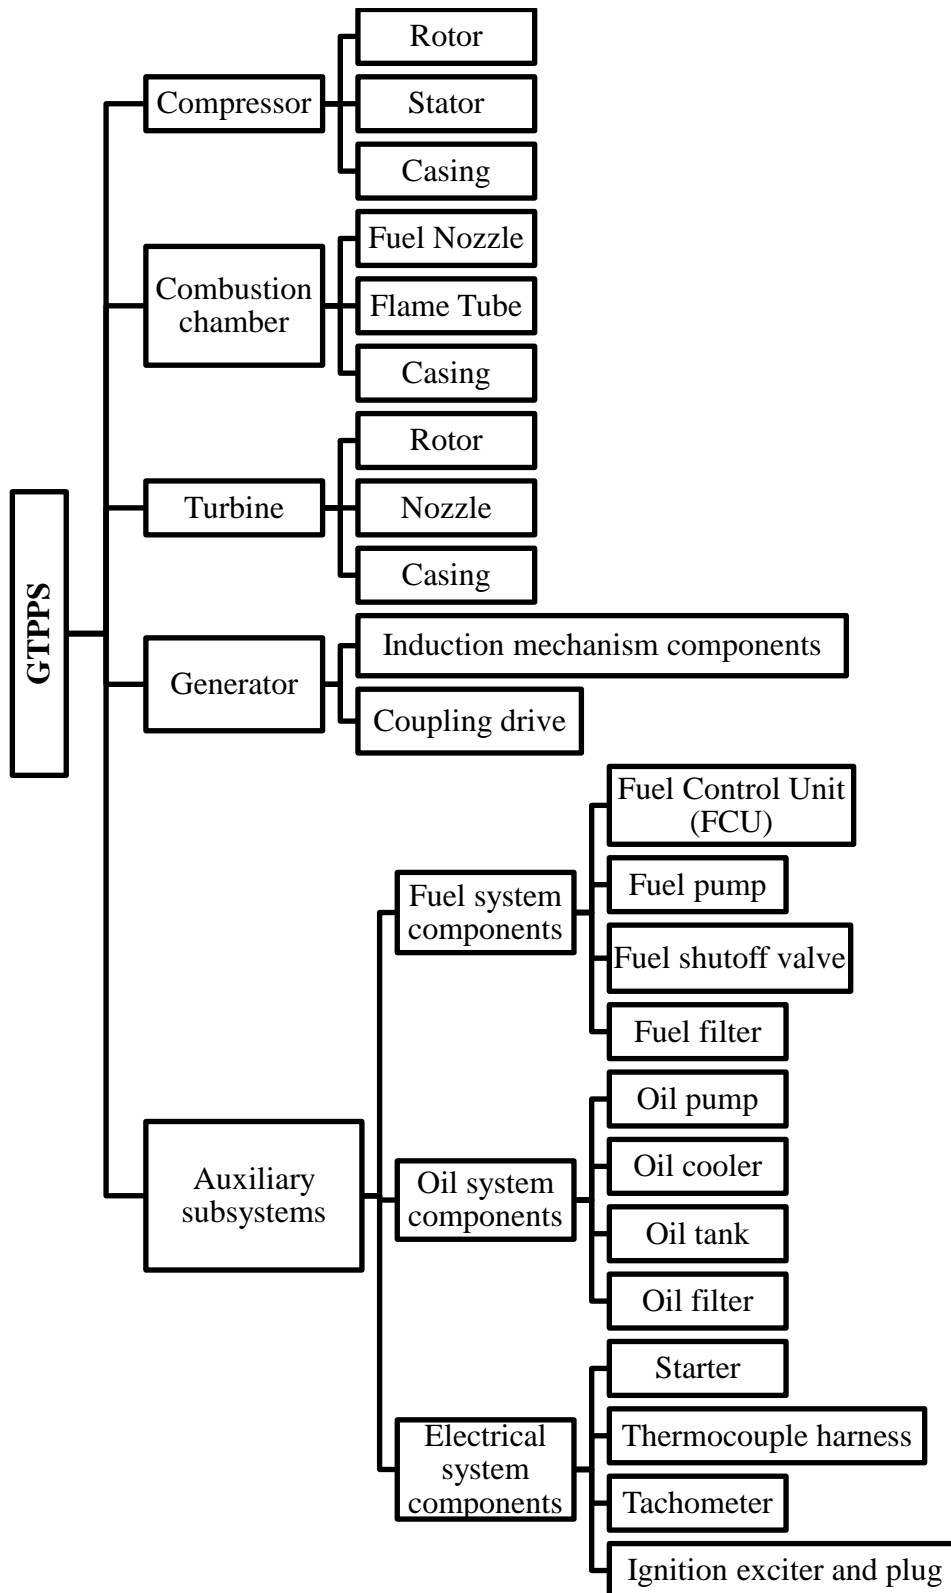 GTPPS
Compressor
Rotor
Stator
Casing
Combustion
chamber
Fuel Nozzle
Flame Tube
Casing
Turbine
Rotor
Nozzle
Casing
Generator
Induction mechanism components
Coupling drive
Auxiliary
subsystems
Fuel system
components
Fuel Control Unit
(FCU)
Fuel pump
Fuel shutoff valve
Fuel filter
Oil system
components
Oil pump
Oil cooler
Oil tank
Oil filter
Electrical
system
components
Starter
Thermocouple harness
Tachometer
Ignition exciter and plug